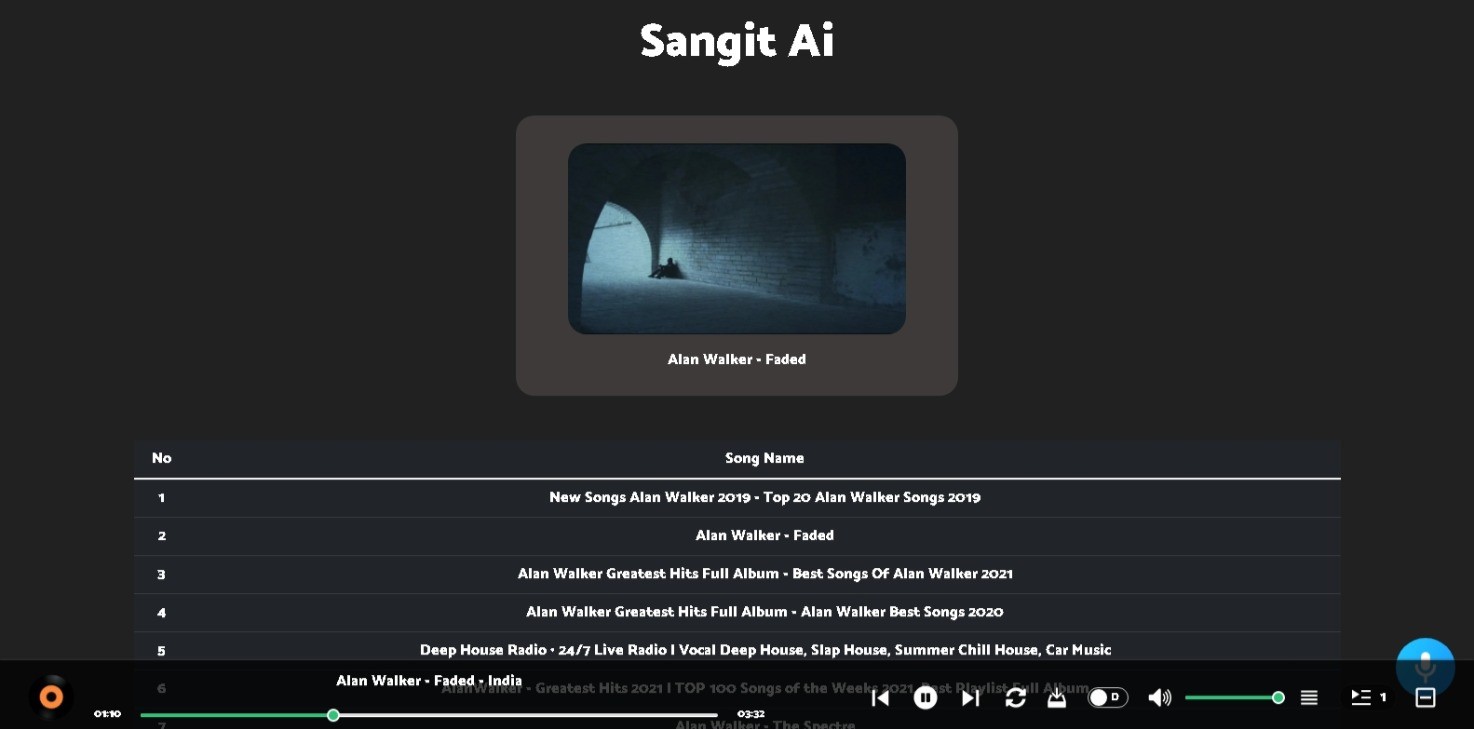 Sangit Ai
Alan Walker - Faded
No Song Name
1 New Songs Alan Walker 2019 - Top 20 Alan Walker Songs 2019
2 Alan Walker - Faded
3 Alan Walker Greatest Hits Full Album - Best Songs Of Alan Walker 2021
4 Alan Walker Greatest Hits Full Album - Alan Walker Best Songs 2020
5 Deep House Radio • 24/7 Live Radio | Vocal Deep House, Slap House, Summer Chill House, Car Music
Alan Walker - Faded - India
6 AlanWalker - Greatest Hits 2021 | TOP 100 Songs of the Weeks 2021 Best Playlist Full Album
D 1
01:10 03:32
7 Alan Walker - The Spectre